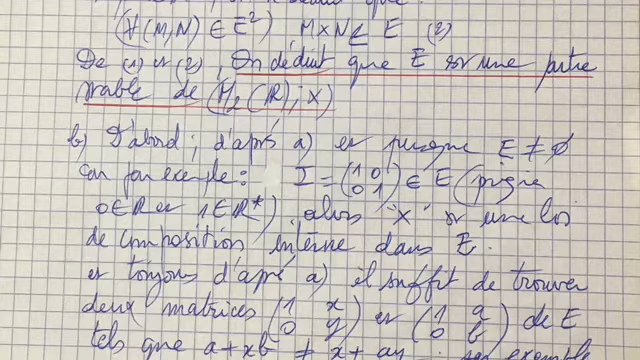 (∀(M,N) ∈ E²) M×N ∈ E (2)
De (1) et (2), On déduit que E est une partie
stable de (M₂(ℝ); ×)
b) D'abord; d'après a) et puisque E ≠ ∅
car par exemple: I = (1 0
0 1) ∈ E (puisque
0∈ℝ et 1∈ℝ*), alors "×" est une loi
de composition interne dans E.
et toujours d'après a) il suffit de trouver
deux matrices (1 x
0 y) et (1 a
0 b) de E
tels que a+xb ≠ x+ay par exemple